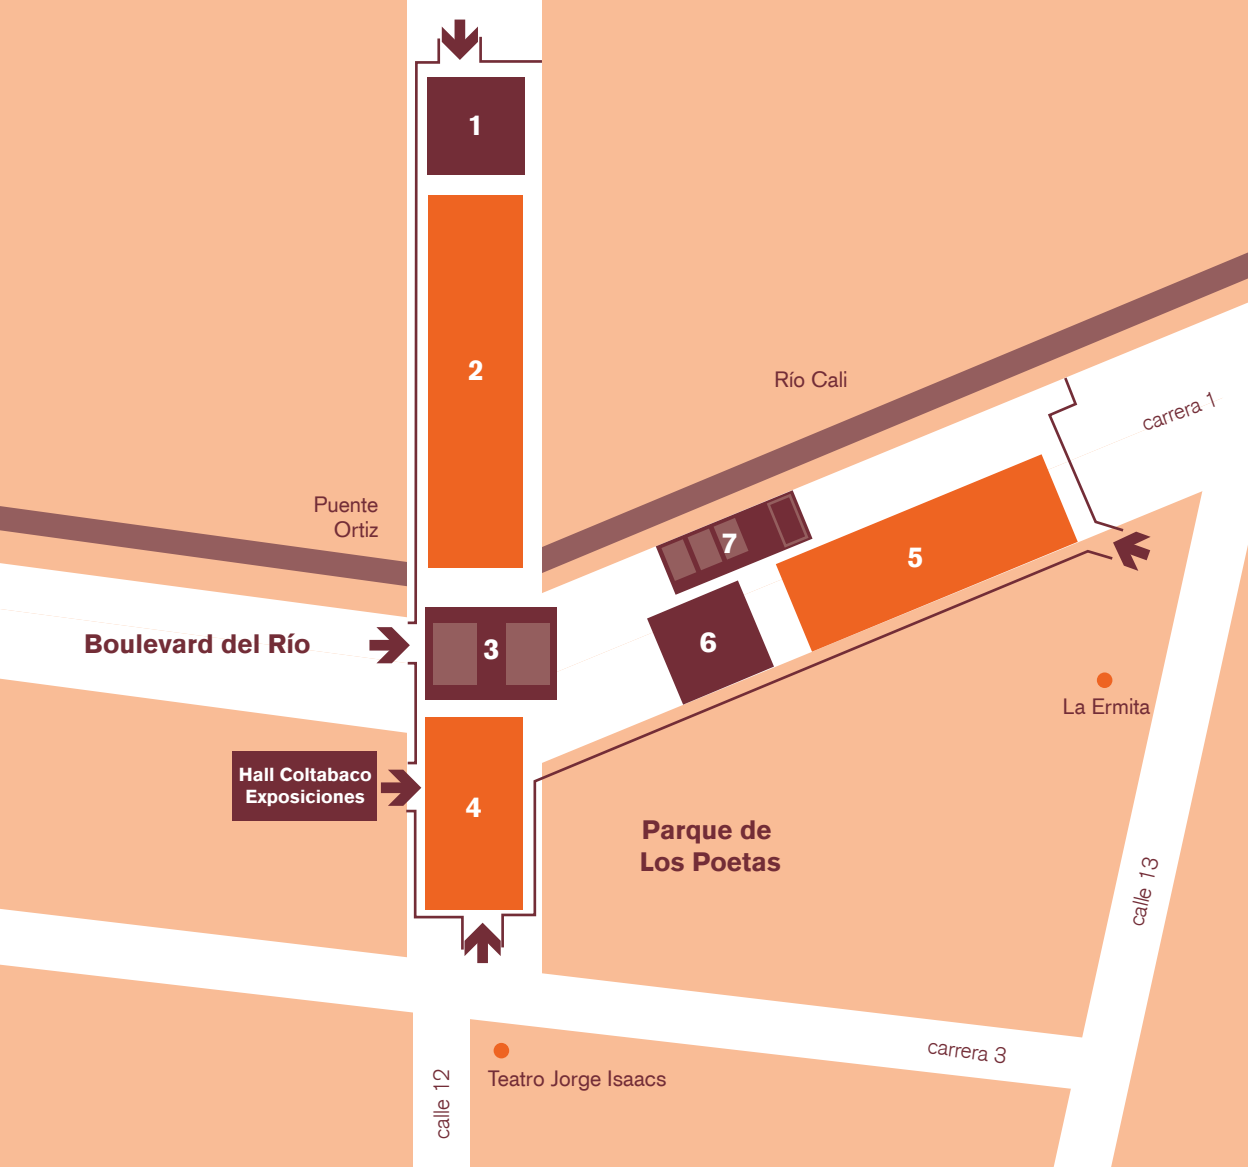 1
2
Río Cali
carrera 1
Puente
Ortiz
7
5
Boulevard del Río
3
6
La Ermita
Hall Coltabaco
Exposiciones
4
Parque de
Los Poetas
calle 13
carrera 3
Teatro Jorge Isaacs
calle 12